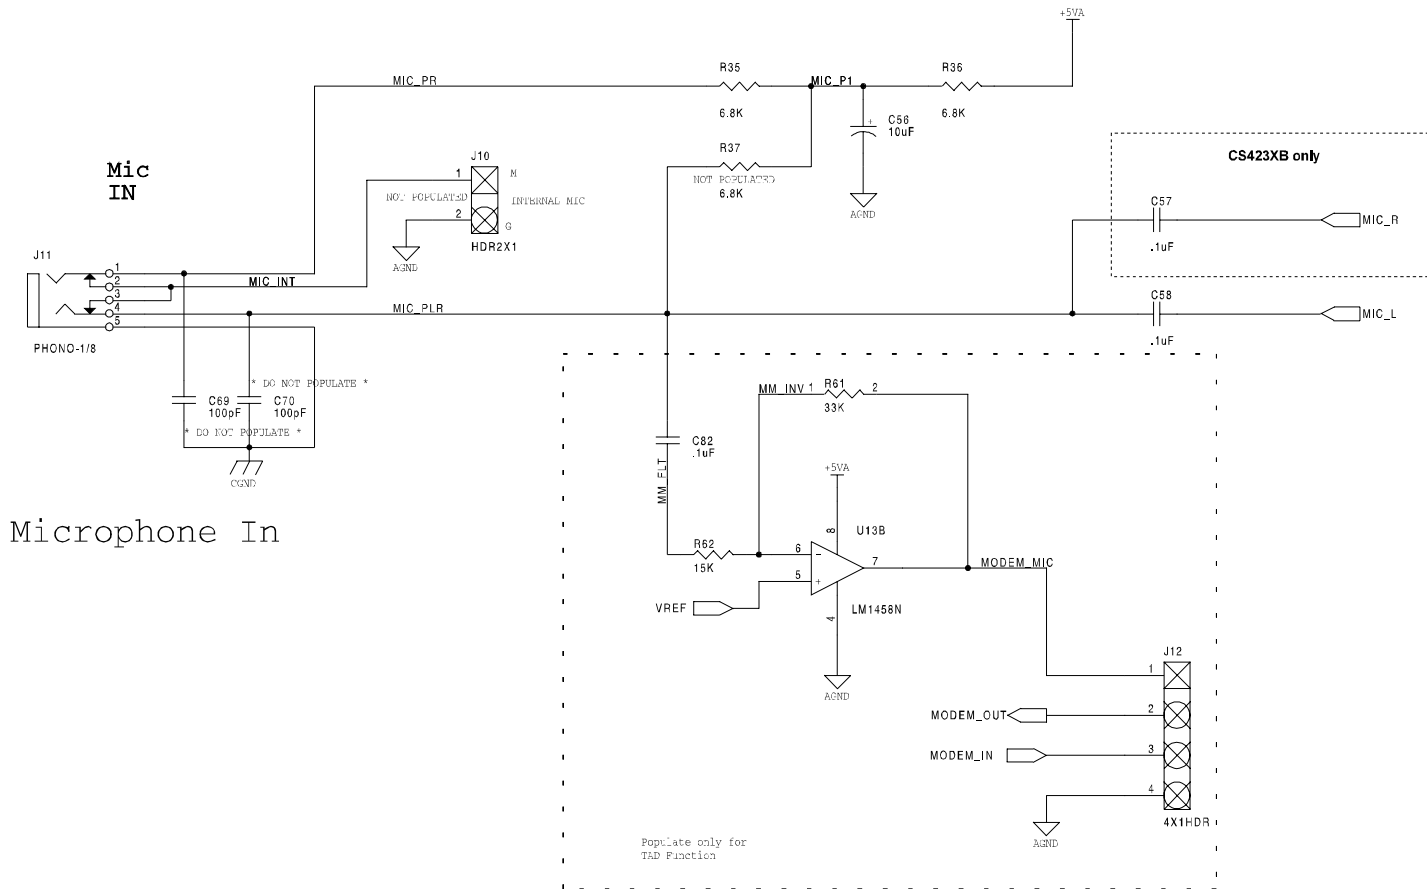 +5VA
MIC_PR
R35
6.8K
MIC_P1
R36
6.8K
C56
10uF
+
AGND
R37
NOT POPULATED
6.8K
CS423XB only
C57
.1uF
MIC_R
C58
.1uF
MIC_L
Mic
IN
J10
1
M
NOT POPULATED
INTERNAL MIC
2
G
HDR2X1
AGND
J11
1
2
3
4
5
MIC_INT
MIC_PLR
PHONO-1/8
* DO NOT POPULATE *
C69
100pF
C70
100pF
* DO NOT POPULATE *
CGND
Microphone In
MM_INV
1
R61
2
33K
C82
.1uF
MM_FLT
+5VA
8
U13B
R62
15K
6
-
5
+
7
MODEM_MIC
VREF
LM1458N
4
AGND
J12
1
MODEM_OUT
2
MODEM_IN
3
4
4X1HDR
AGND
Populate only for
TAD Function